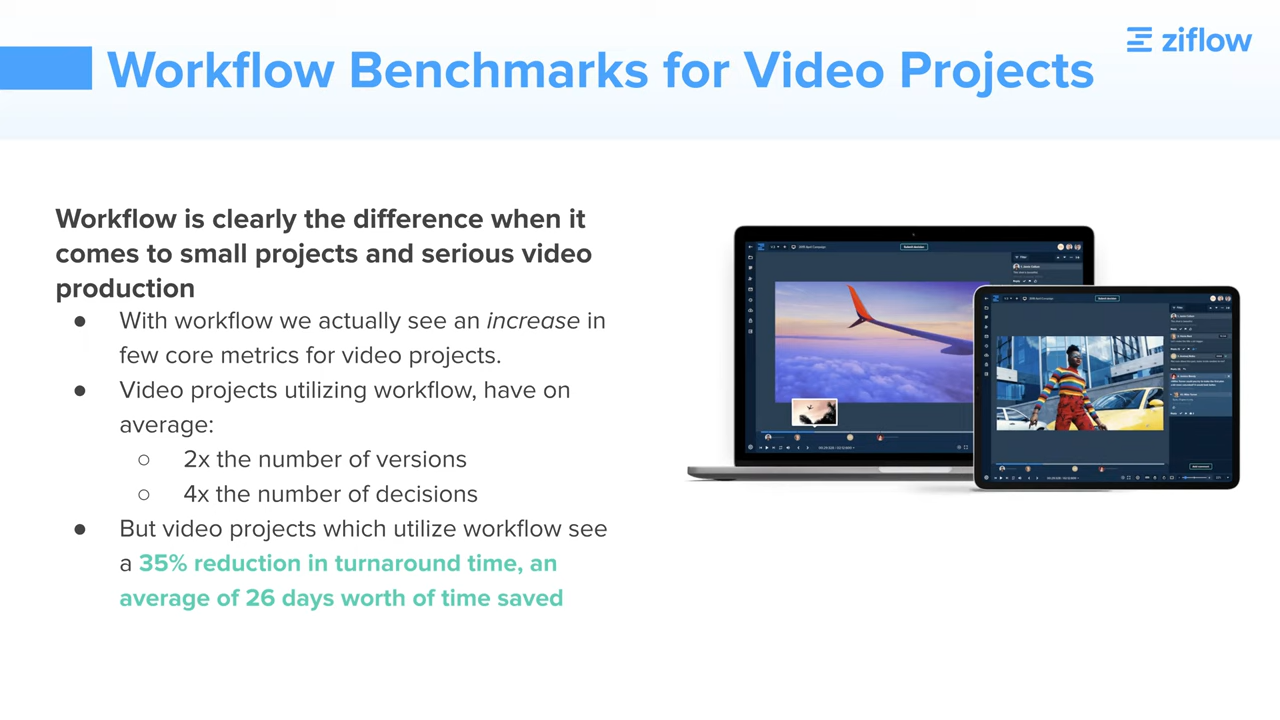 ziflow
Workflow Benchmarks for Video Projects
Workflow is clearly the difference when it
comes to small projects and serious video
production
● With workflow we actually see an increase in
few core metrics for video projects.
● Video projects utilizing workflow, have on
average:
○ 2x the number of versions
○ 4x the number of decisions
● But video projects which utilize workflow see
a 35% reduction in turnaround time, an
average of 26 days worth of time saved